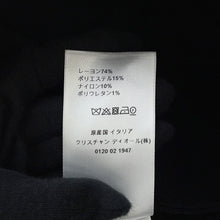 レーヨン74%
ポリエステル15%
ナイロン10%
ポリウレタン1%
原産国 イタリア
クリスチャン ディオール(株)
0120 02 1947